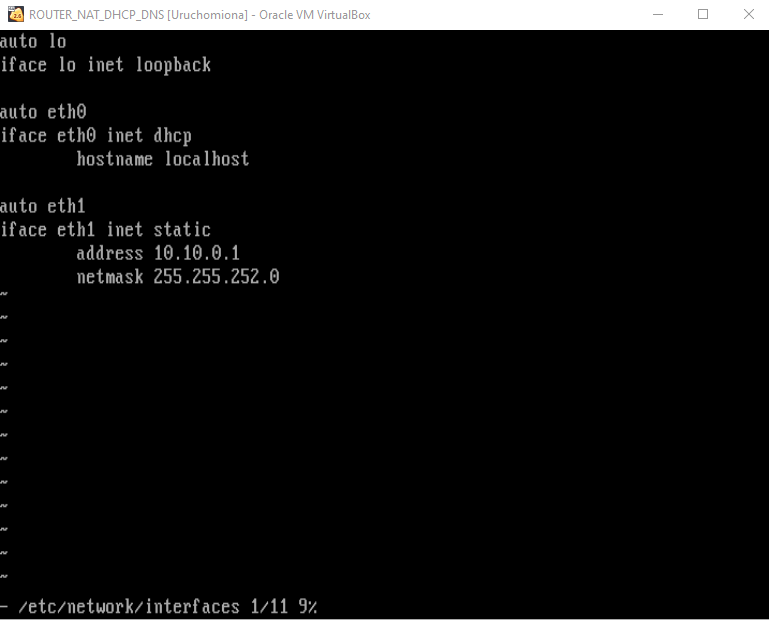 ROUTER_NAT_DHCP_DNS [Uruchomiona] - Oracle VM VirtualBox
auto lo
iface lo inet loopback

auto eth0
iface eth0 inet dhcp
        hostname localhost

auto eth1
iface eth1 inet static
        address 10.10.0.1
        netmask 255.255.252.0
~
~
~
~
~
~
~
~
~
~
~
~
~
- /etc/network/interfaces 1/11 9%